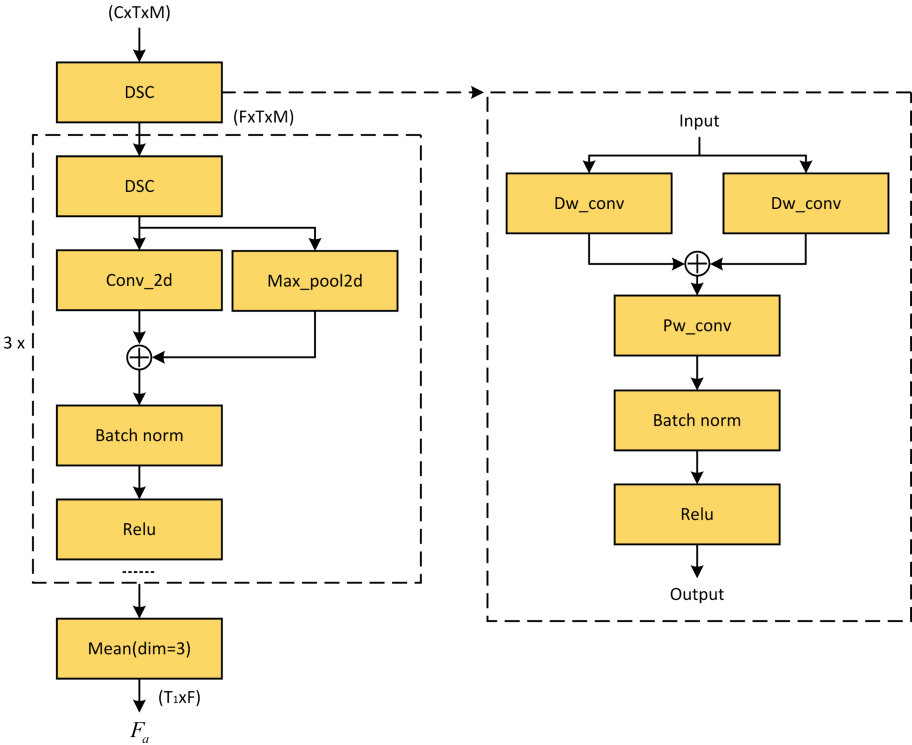 (CxTxM)
DSC
(FxTxM)
DSC
Conv_2d
Max_pool2d
3 x
Batch norm
Relu
......
Mean(dim=3)
(T₁xF)
Fₐ
Input
Dw_conv
Dw_conv
Pw_conv
Batch norm
Relu
Output